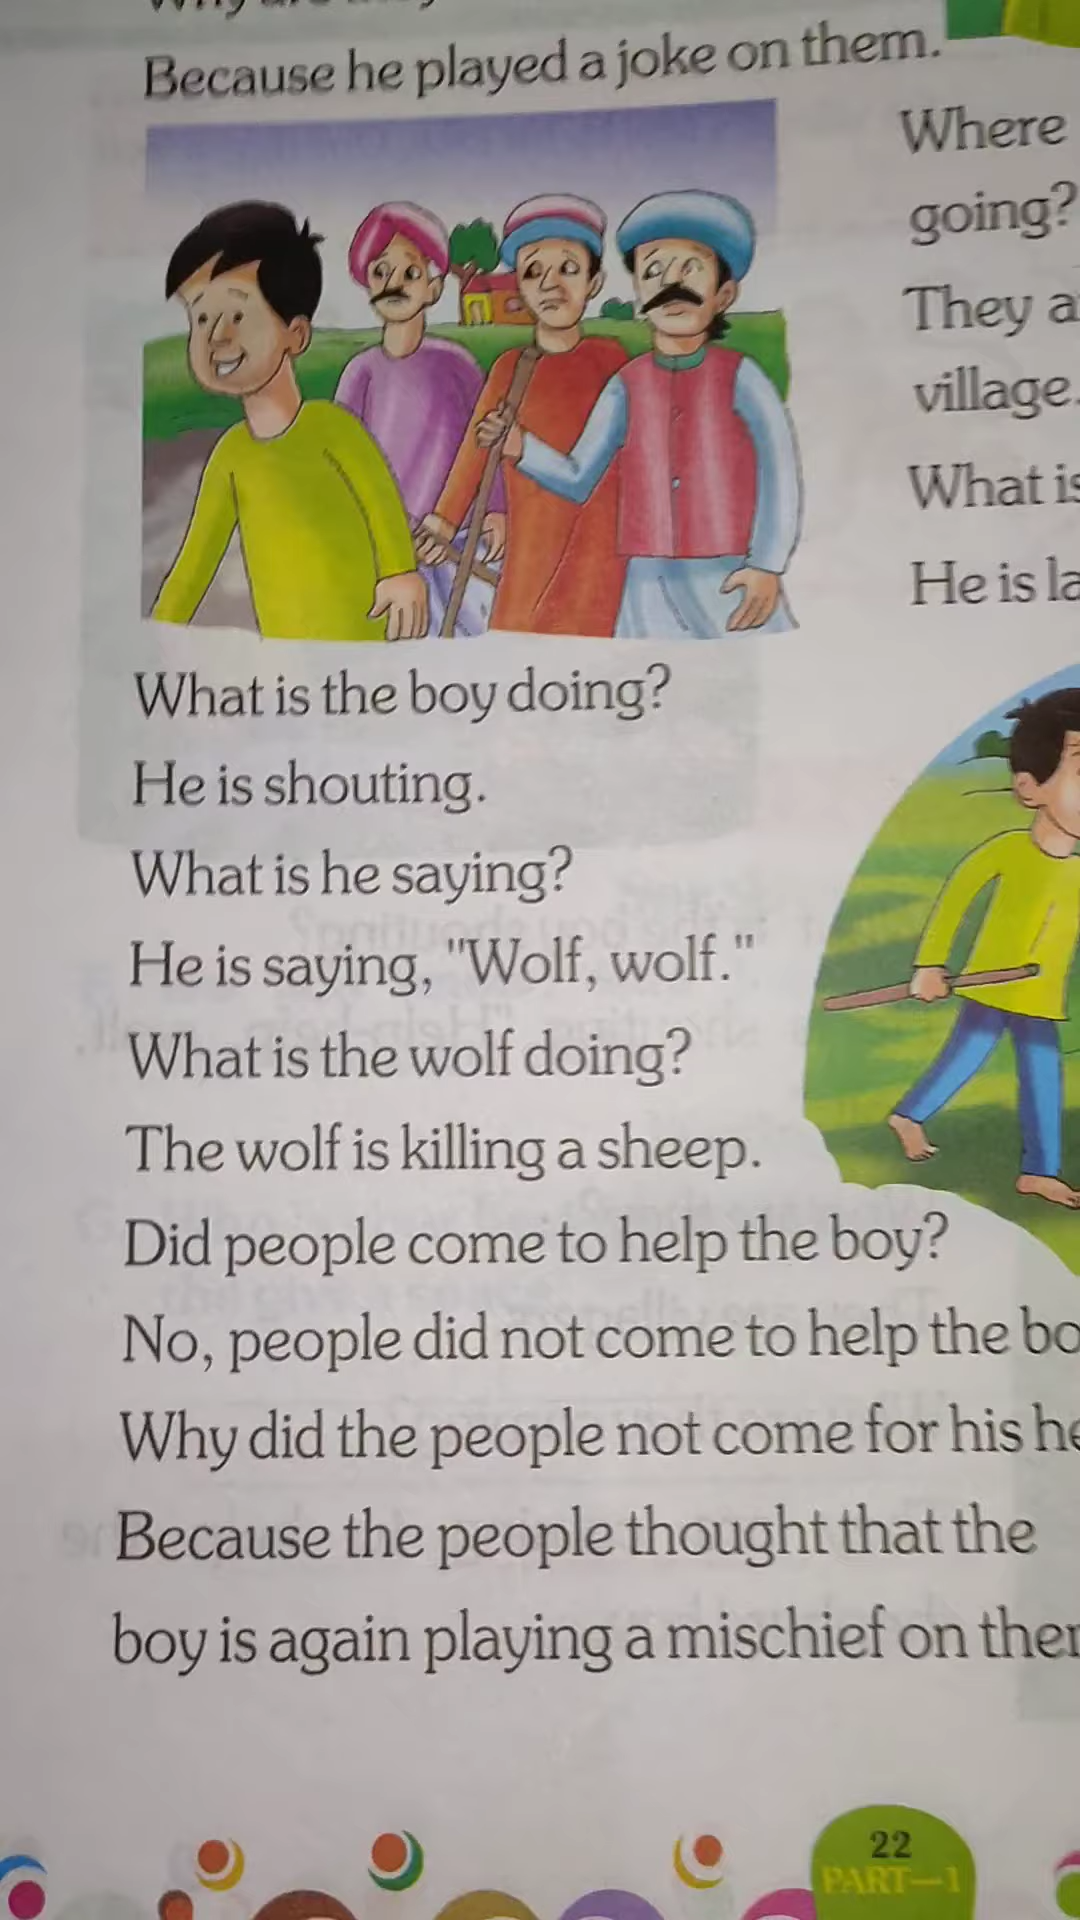 Because he played a joke on them.
Where
going?
They
village.
What is
He is
What is the boy doing?
He is shouting.
What is he saying?
He is saying, "Wolf, wolf."
What is the wolf doing?
The wolf is killing a sheep.
Did people come to help the boy?
No, people did not come to help the
Why did the people not come for his
Because the people thought that the
boy is again playing a mischief on
22
PART—1